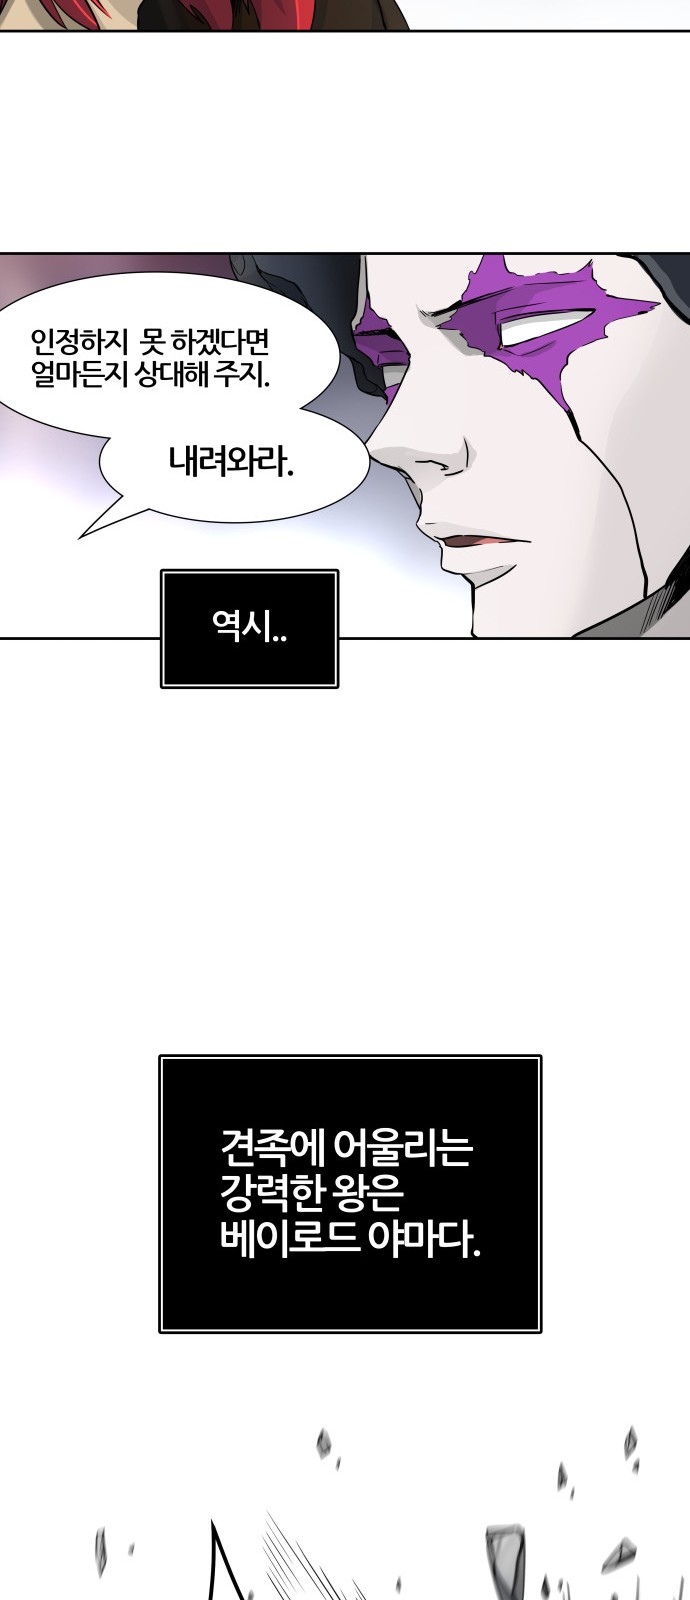 인정하지 못 하겠다면
얼마든지 상대해 주지.
내려와라.
역시..
견족에 어울리는
강력한 왕은
베이로드 야마다.